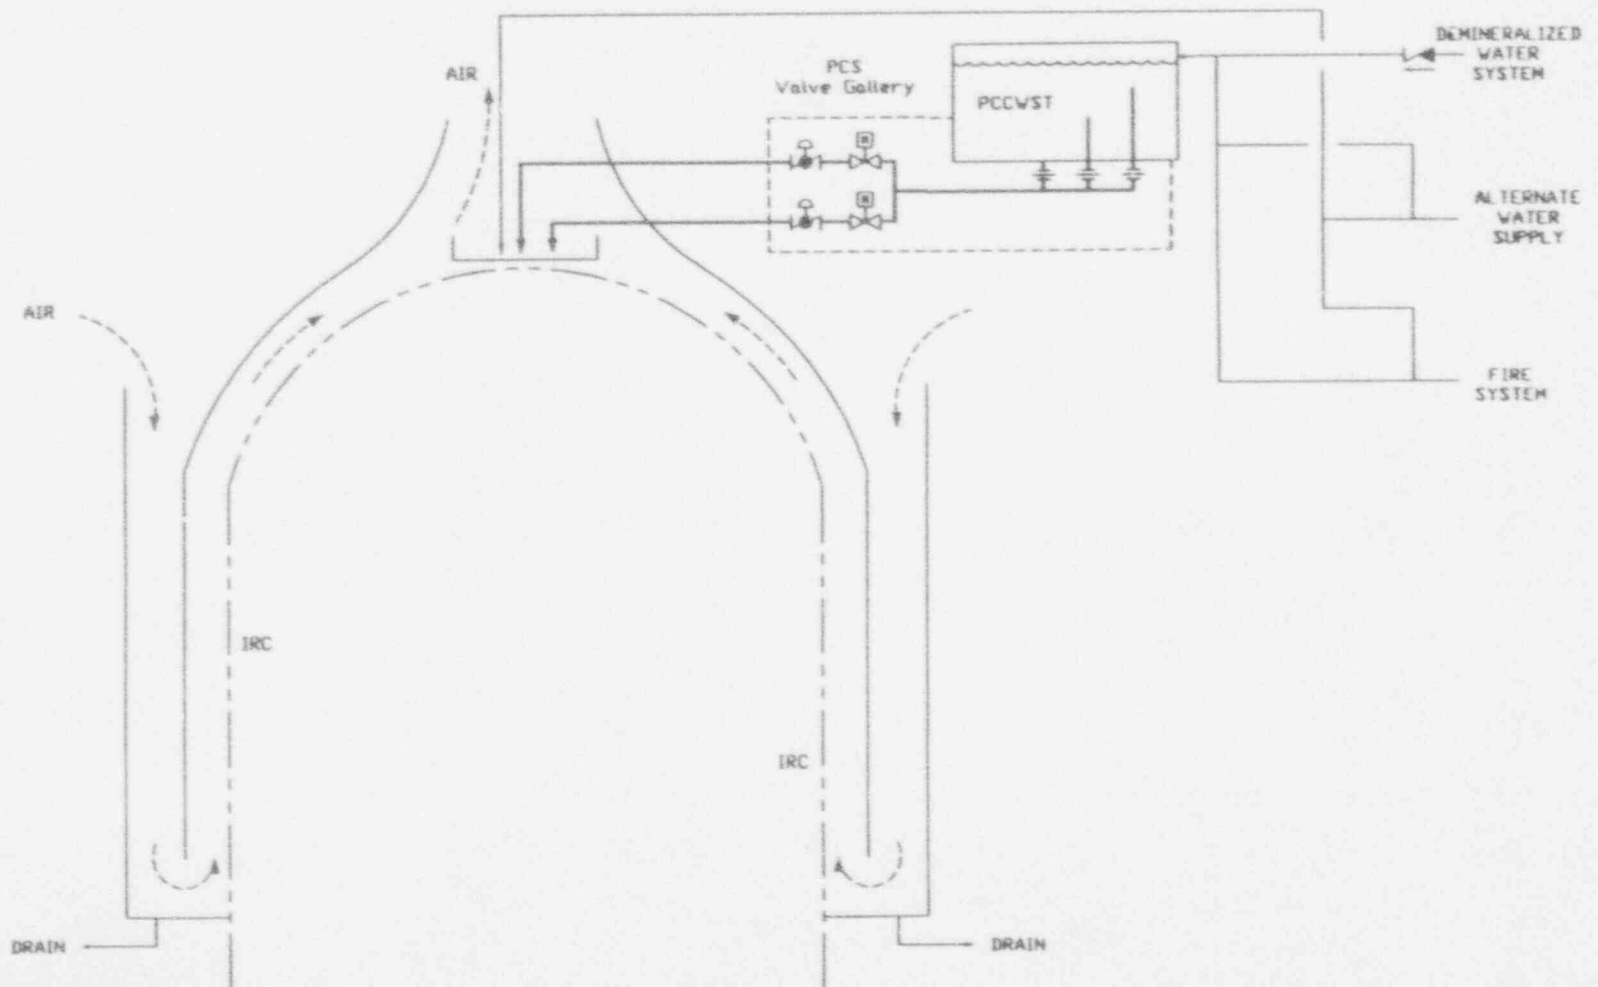 DEMINERALIZED
WATER
SYSTEM
AIR
PCS
Valve Gallery
PCCWST
ALTERNATE
WATER
SUPPLY
AIR
FIRE
SYSTEM
IRC
IRC
DRAIN
DRAIN